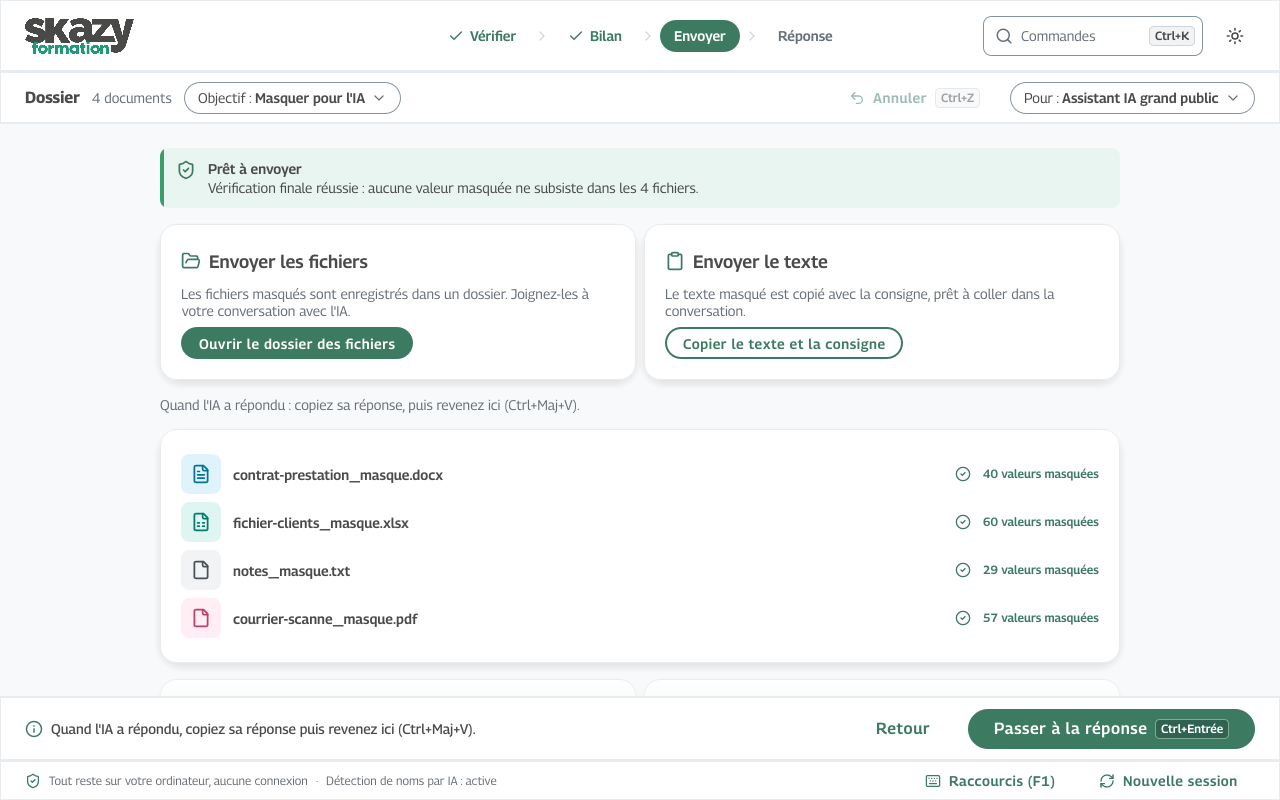 skazy
formation
Vérifier
Bilan
Envoyer
Réponse
Commandes
Ctrl+K
Dossier
4 documents
Objectif : Masquer pour l'IA
Annuler
Ctrl+Z
Pour : Assistant IA grand public
Prêt à envoyer
Vérification finale réussie : aucune valeur masquée ne subsiste dans les 4 fichiers.
Envoyer les fichiers
Les fichiers masqués sont enregistrés dans un dossier. Joignez-les à
votre conversation avec l'IA.
Ouvrir le dossier des fichiers
Envoyer le texte
Le texte masqué est copié avec la consigne, prêt à coller dans la
conversation.
Copier le texte et la consigne
Quand l'IA a répondu : copiez sa réponse, puis revenez ici (Ctrl+Maj+V).
contrat-prestation_masque.docx
40 valeurs masquées
fichier-clients_masque.xlsx
60 valeurs masquées
notes_masque.txt
29 valeurs masquées
courrier-scanne_masque.pdf
57 valeurs masquées
Quand l'IA a répondu, copiez sa réponse puis revenez ici (Ctrl+Maj+V).
Retour
Passer à la réponse
Ctrl+Entrée
Tout reste sur votre ordinateur, aucune connexion · Détection de noms par IA : active
Raccourcis (F1)
Nouvelle session